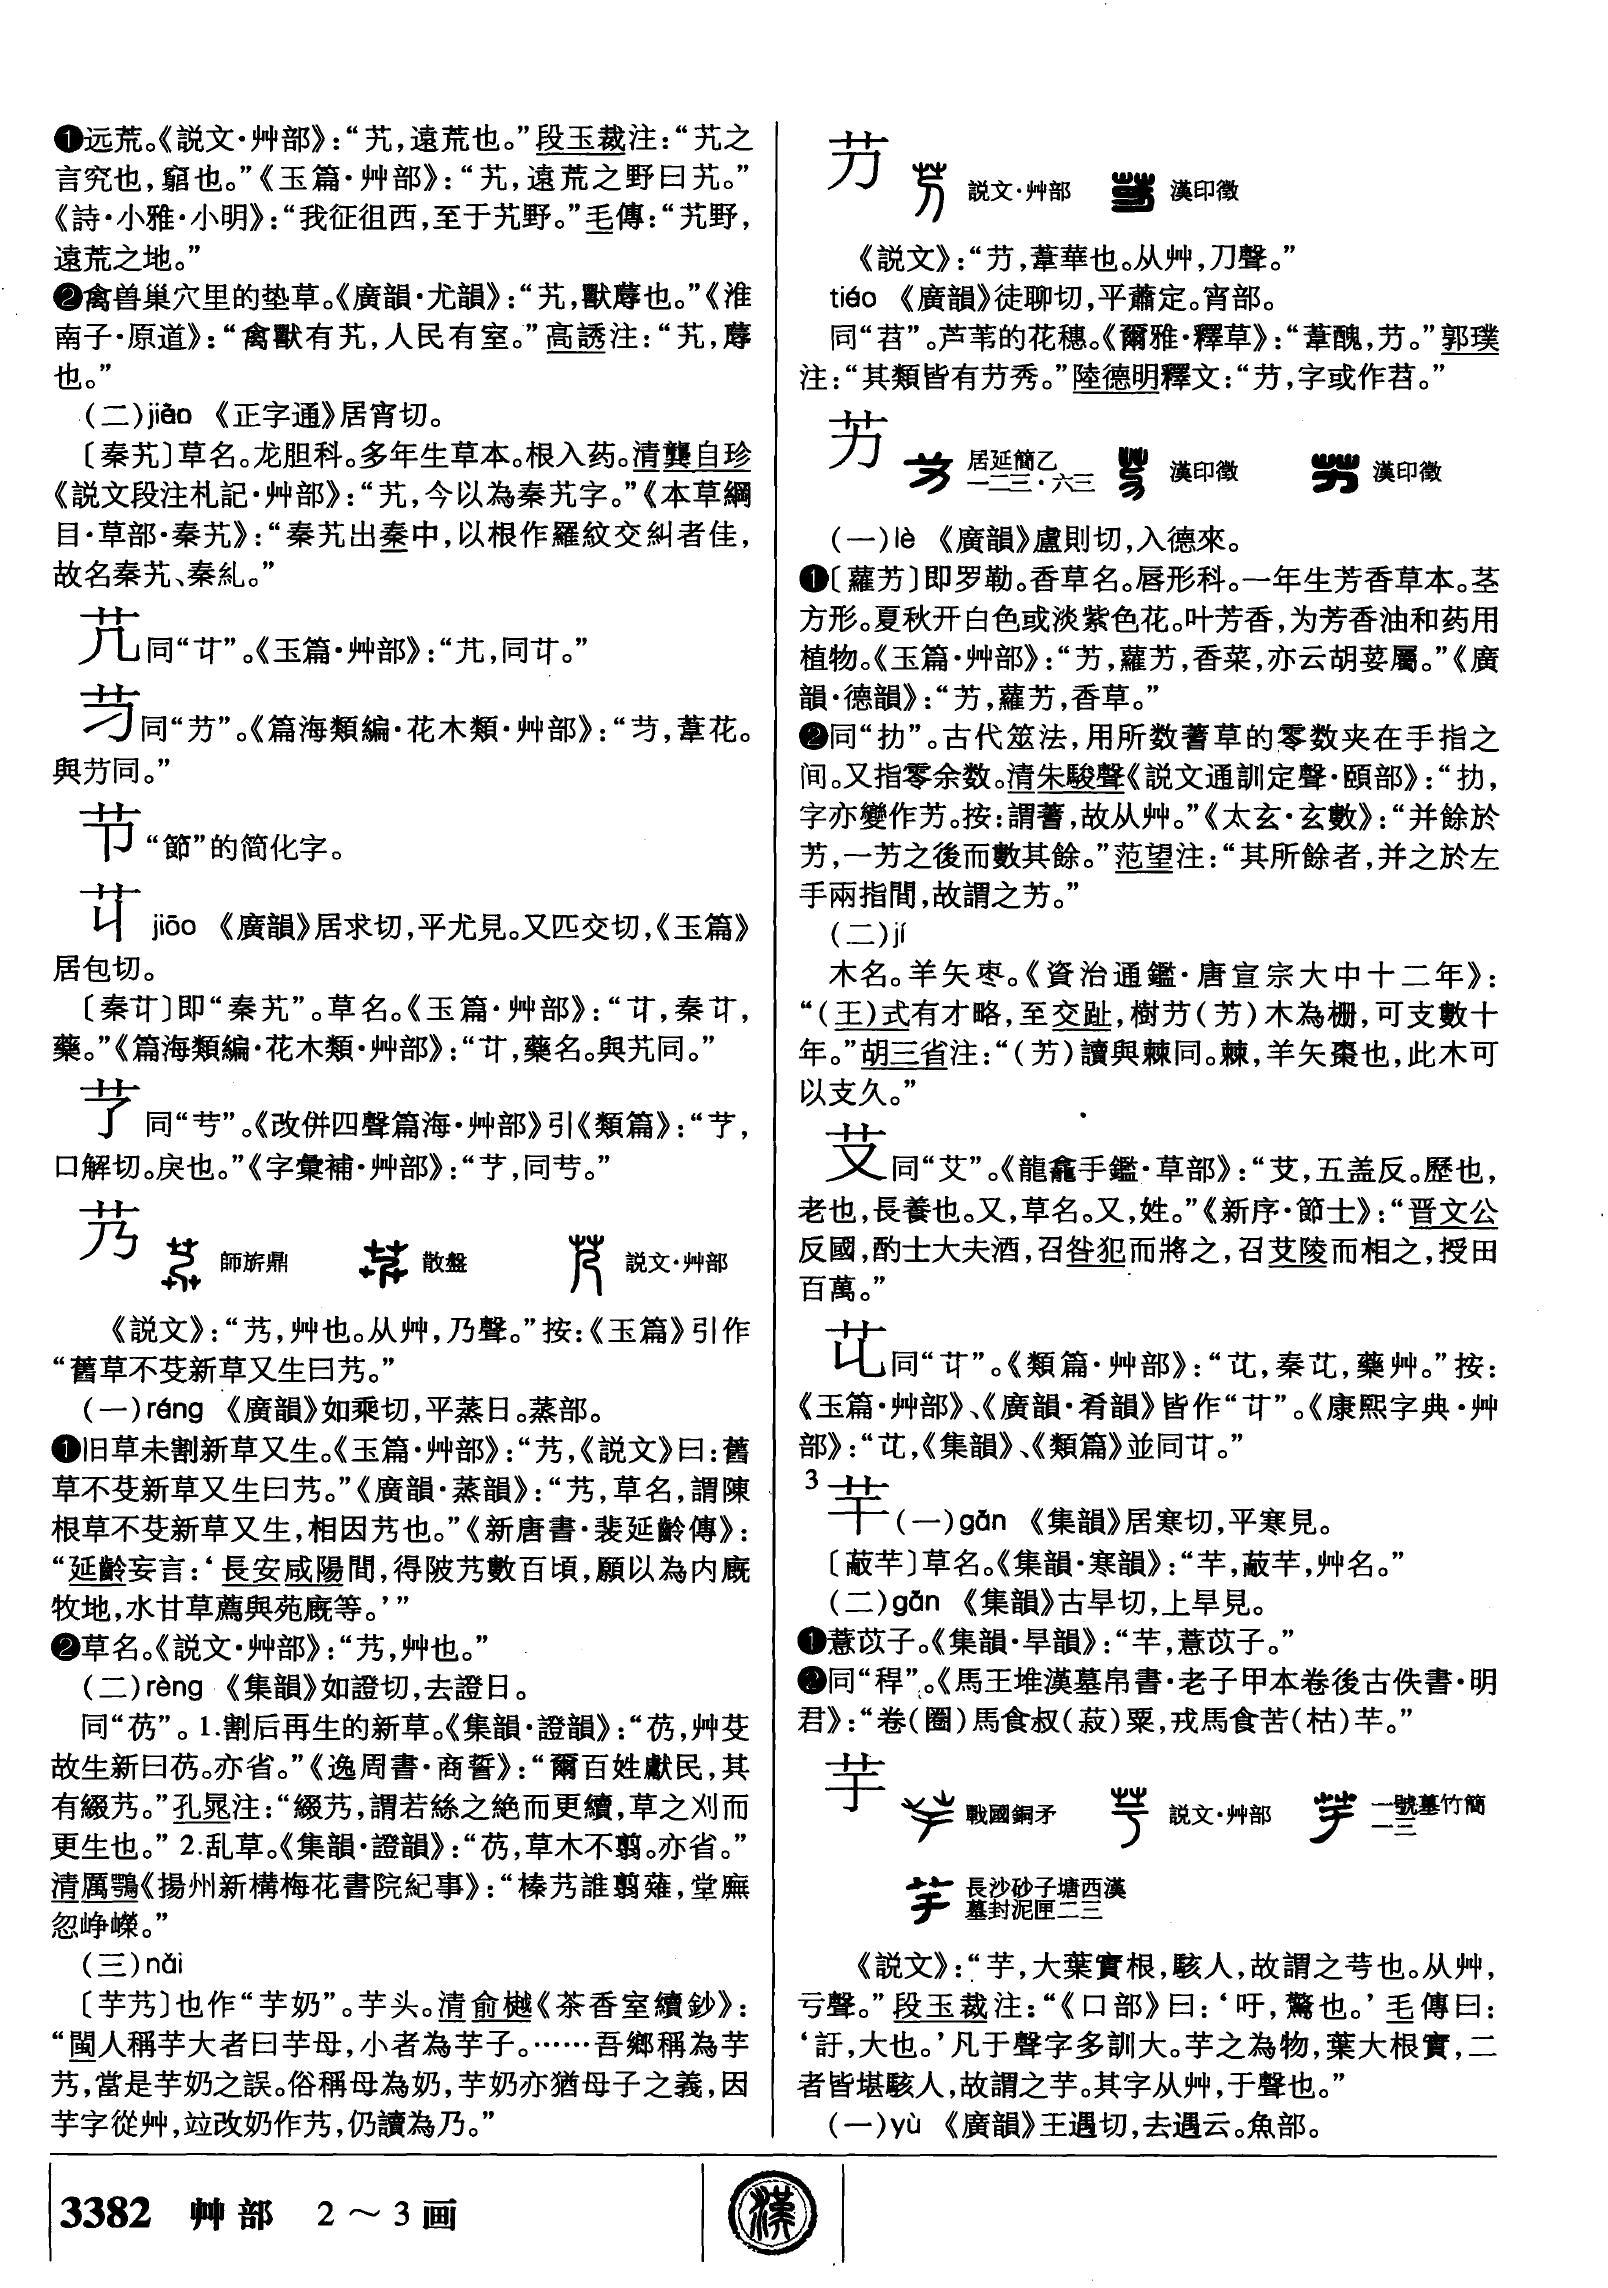 ❶远荒。《説文·艸部》：“艽，遠荒也。”段玉裁注：“艽之
言究也，窮也。”《玉篇·艸部》：“艽，遠荒之野曰艽。”
《詩·小雅·小明》：“我征徂西，至于艽野。”毛傳：“艽野，
遠荒之地。”
❷禽兽巢穴里的垫草。《廣韻·尤韻》：“艽，獸蓐也。”《淮
南子·原道》：“禽獸有艽，人民有室。”高誘注：“艽，蓐
也。”
（二）jiāo 《正字通》居宵切。
〔秦艽〕草名。龙胆科。多年生草本。根入药。清龔自珍
《説文段注札記·艸部》：“艽，今以為秦艽字。”《本草綱
目·草部·秦艽》：“秦艽出秦中，以根作羅紋交糾者佳，
故名秦艽、秦糺。”
同“艼”。《玉篇·艸部》：
同“艿”。《篇海類編·花木類·艸部》：“芀，葦花。
與艿同。”
节 “節”的简化字。
jiāo 《廣韻》居求切，平尤見。又匹交切，《玉篇》
居包切。
〔秦艽〕即“秦艽”。草名。《玉篇·艸部》：
藥。”《篇海類編·花木類·艸部》：“藥名。與艽同。”
同“芎”。《改併四聲篇海·艸部》引《類篇》：
口解切。戾也。”《字彙補·艸部》：
艿 師旂鼎 散盤 説文·艸部
《説文》：“艿，艸也。从艸，乃聲。”按：《玉篇》引作
“舊草不芟新草又生曰艿。”
（一）réng 《廣韻》如乘切，平蒸日。蒸部。
❶旧草未割新草又生。《玉篇·艸部》：“艿，《説文》曰：舊
草不芟新草又生曰艿。”《廣韻·蒸韻》：“艿，草名，謂陳
根草不芟新草又生，相因艿也。”《新唐書·裴延齡傳》：
“延齡妄言：‘長安咸陽間，得陂艿數百頃，願以為内廐
牧地，水甘草薦與苑廐等。’”
❷草名。《説文·艸部》：“艿，艸也。”
（二）rèng 《集韻》如證切，去證日。
同“芿”。1.割后再生的新草。《集韻·證韻》：“芿，艸芟
故生新曰芿。亦省。”《逸周書·商誓》：“爾百姓獻民，其
有綴艿。”孔晁注：“綴艿，謂若絲之絶而更續，草之刈而
更生也。”2.乱草。《集韻·證韻》：“芿，草木不翦。亦省。”
清厲鶚《揚州新構梅花書院紀事》：“榛艿誰翦薙，堂廡
忽峥嶸。”
（三）nǎi
〔芋艿〕也作“芋奶”。芋头。清俞樾《茶香室續鈔》：
“閩人稱芋大者曰芋母，小者為芋子。……吾鄉稱為芋
艿，當是芋奶之誤。俗稱母為奶，芋奶亦猶母子之義，因
芋字從艸，竝改奶作艿，仍讀為乃。”
芀 説文·艸部 漢印徵
《説文》：“芀，葦華也。从艸，刀聲。”
tiáo 《廣韻》徒聊切，平蕭定。宵部。
同“苕”。芦苇的花穗。《爾雅·釋草》：“葦醜，芀。”郭璞
注：“其類皆有芀秀。”陸德明釋文：“芀，字或作苕。”
艻 居延簡乙一二三·六三 漢印徵 漢印徵
（一）lè 《廣韻》盧則切，入德來。
❶〔蘿艻〕即罗勒。香草名。唇形科。一年生芳香草本。茎
方形。夏秋开白色或淡紫色花。叶芳香，为芳香油和药用
植物。《玉篇·艸部》：“艻，蘿艻，香菜，亦云胡荽屬。”《廣
韻·德韻》：“艻，蘿艻，香草。”
❷同“扐”。古代筮法，用所数蓍草的零数夹在手指之
间。又指零余数。清朱駿聲《説文通訓定聲·頤部》：“扐，
字亦變作艻。按：謂蓍，故从艸。”《太玄·玄數》：“并餘於
艻，一艻之後而數其餘。”范望注：“其所餘者，并之於左
手兩指間，故謂之艻。”
（二）jí
木名。羊矢枣。《資治通鑑·唐宣宗大中十二年》：
“（王）式有才略，至交趾，樹芀（艻）木為栅，可支數十
年。”胡三省注：“（艻）讀與棘同。棘，羊矢棗也，此木可
以支久。”
芆 同“艾”。《龍龕手鑑·草部》：“芆，五盖反。歷也，
老也，長養也。又，草名。又，姓。”《新序·節士》：“晋文公
反國，酌士大夫酒，召咎犯而將之，召芆陵而相之，授田
百萬。”
同“艼”。《類篇·艸部》：“藥艸。”按：
《玉篇·艸部》、《廣韻·肴韻》皆作 《康熙字典·艸
部》：“《集韻》、《類篇》並同
3
芉 （一）gān 《集韻》居寒切，平寒見。
〔蔽芉〕草名。《集韻·寒韻》：“芉，蔽芉，艸名。”
（二）gǎn 《集韻》古旱切，上旱見。
❶薏苡子。《集韻·旱韻》：“芉，薏苡子。”
❷同“稈”。《馬王堆漢墓帛書·老子甲本卷後古佚書·明
君》：“卷（圈）馬食叔（菽）粟，戎馬食苦（枯）芉。”
芋 戰國銅矛 説文·艸部 一號墓竹簡一三
長沙砂子塘西漢墓封泥匣二三
《説文》：“芋，大葉實根，駭人，故謂之芌也。从艸，
亏聲。”段玉裁注：“《口部》曰：‘吁，驚也。’毛傳曰：
‘訏，大也。’凡于聲字多訓大。芋之為物，葉大根實，二
者皆堪駭人，故謂之芋。其字从艸，于聲也。”
（一）yù 《廣韻》王遇切，去遇云。魚部。
3382 艸部 2～3画
漢